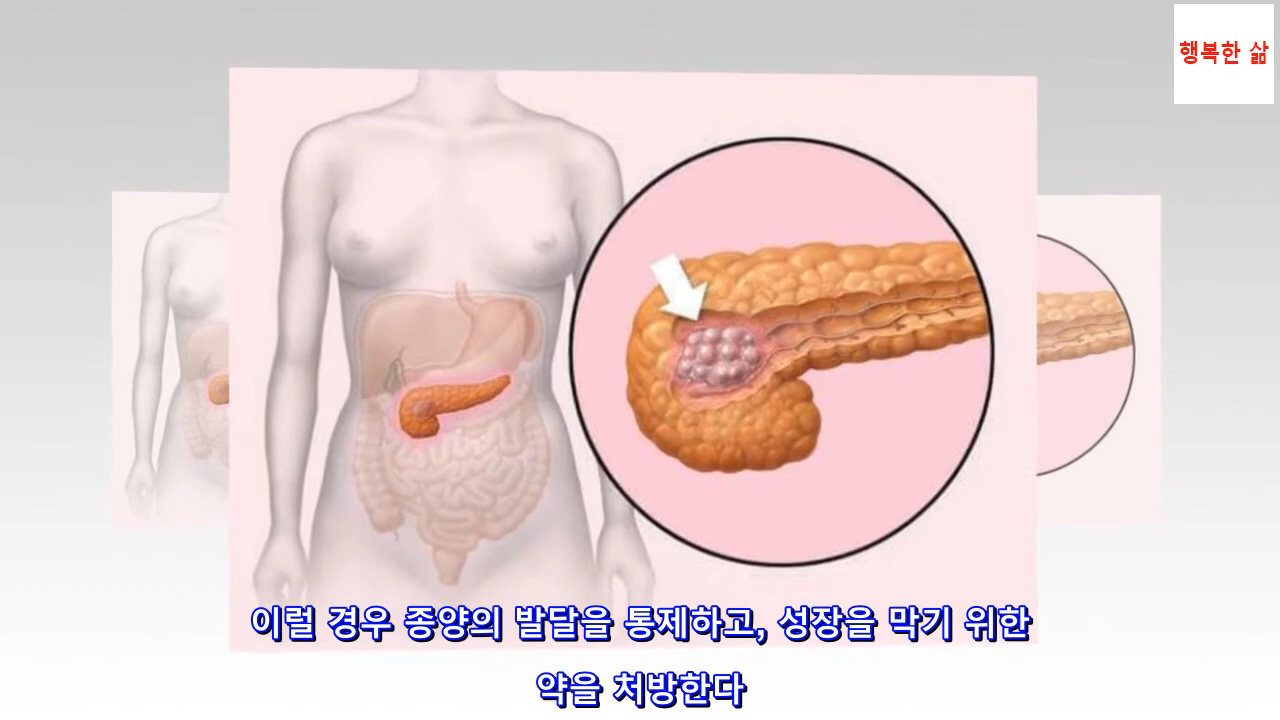 행복한 삶
이럴 경우 종양의 발달을 통제하고, 성장을 막기 위한
약을 처방한다